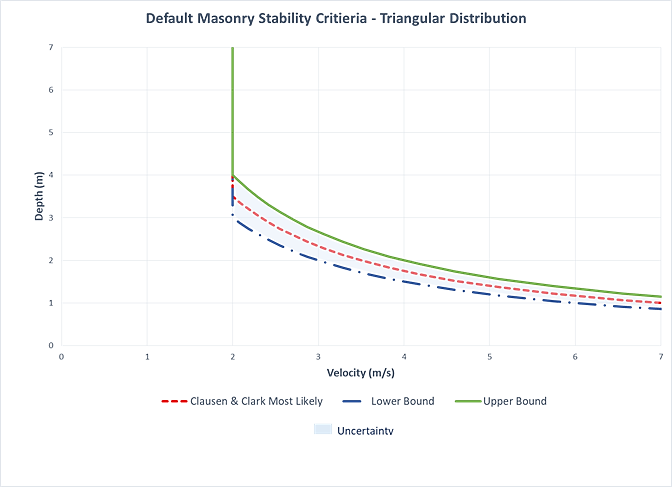 Default Masonry Stability Critieria - Triangular Distribution
7
6
5
4
3
2
1
0
Depth (m)
0 1 2 3 4 5 6 7
Velocity (m/s)
Clausen & Clark Most Likely Lower Bound Upper Bound
Uncertainty